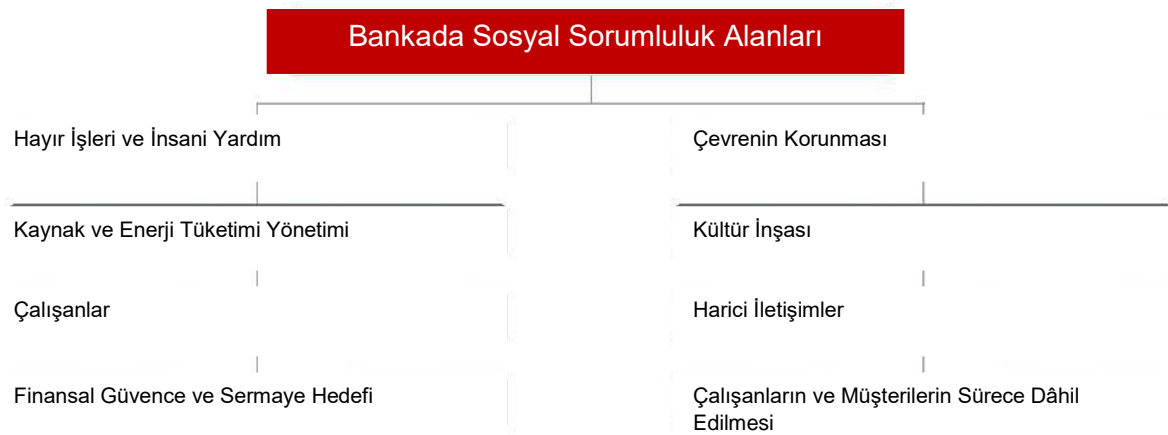 Bankada Sosyal Sorumluluk Alanları
Hayır İşleri ve İnsani Yardım
Çevrenin Korunması
Kaynak ve Enerji Tüketimi Yönetimi
Kültür İnşası
Çalışanlar
Harici İletişimler
Finansal Güvence ve Sermaye Hedefi
Çalışanların ve Müşterilerin Sürece Dâhil
Edilmesi